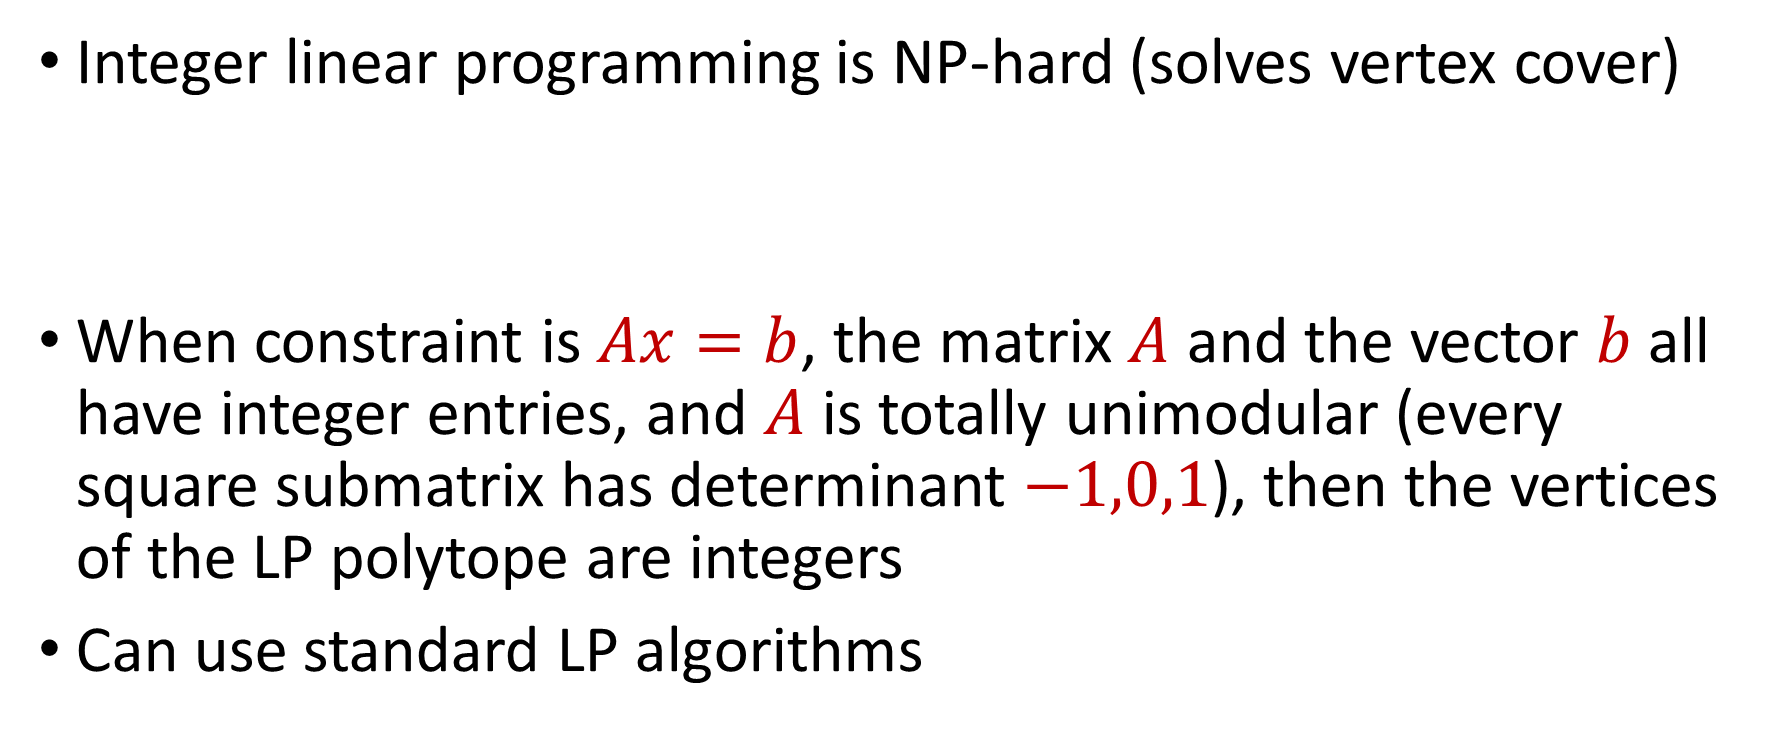 • Integer linear programming is NP-hard (solves vertex cover)
• When constraint is Ax = b, the matrix A and the vector b all
have integer entries, and A is totally unimodular (every
square submatrix has determinant −1,0,1), then the vertices
of the LP polytope are integers
• Can use standard LP algorithms